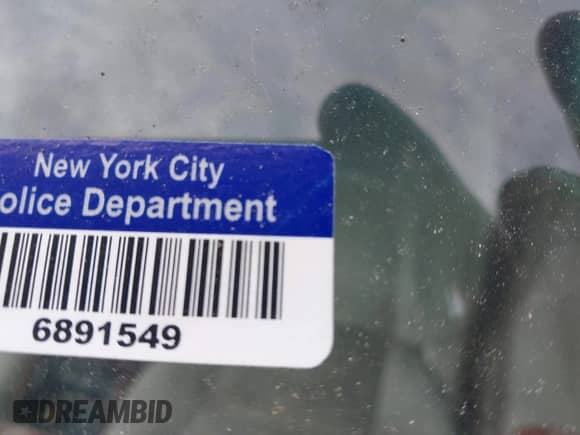 New York City
olice Department
6891549
DREAMBID